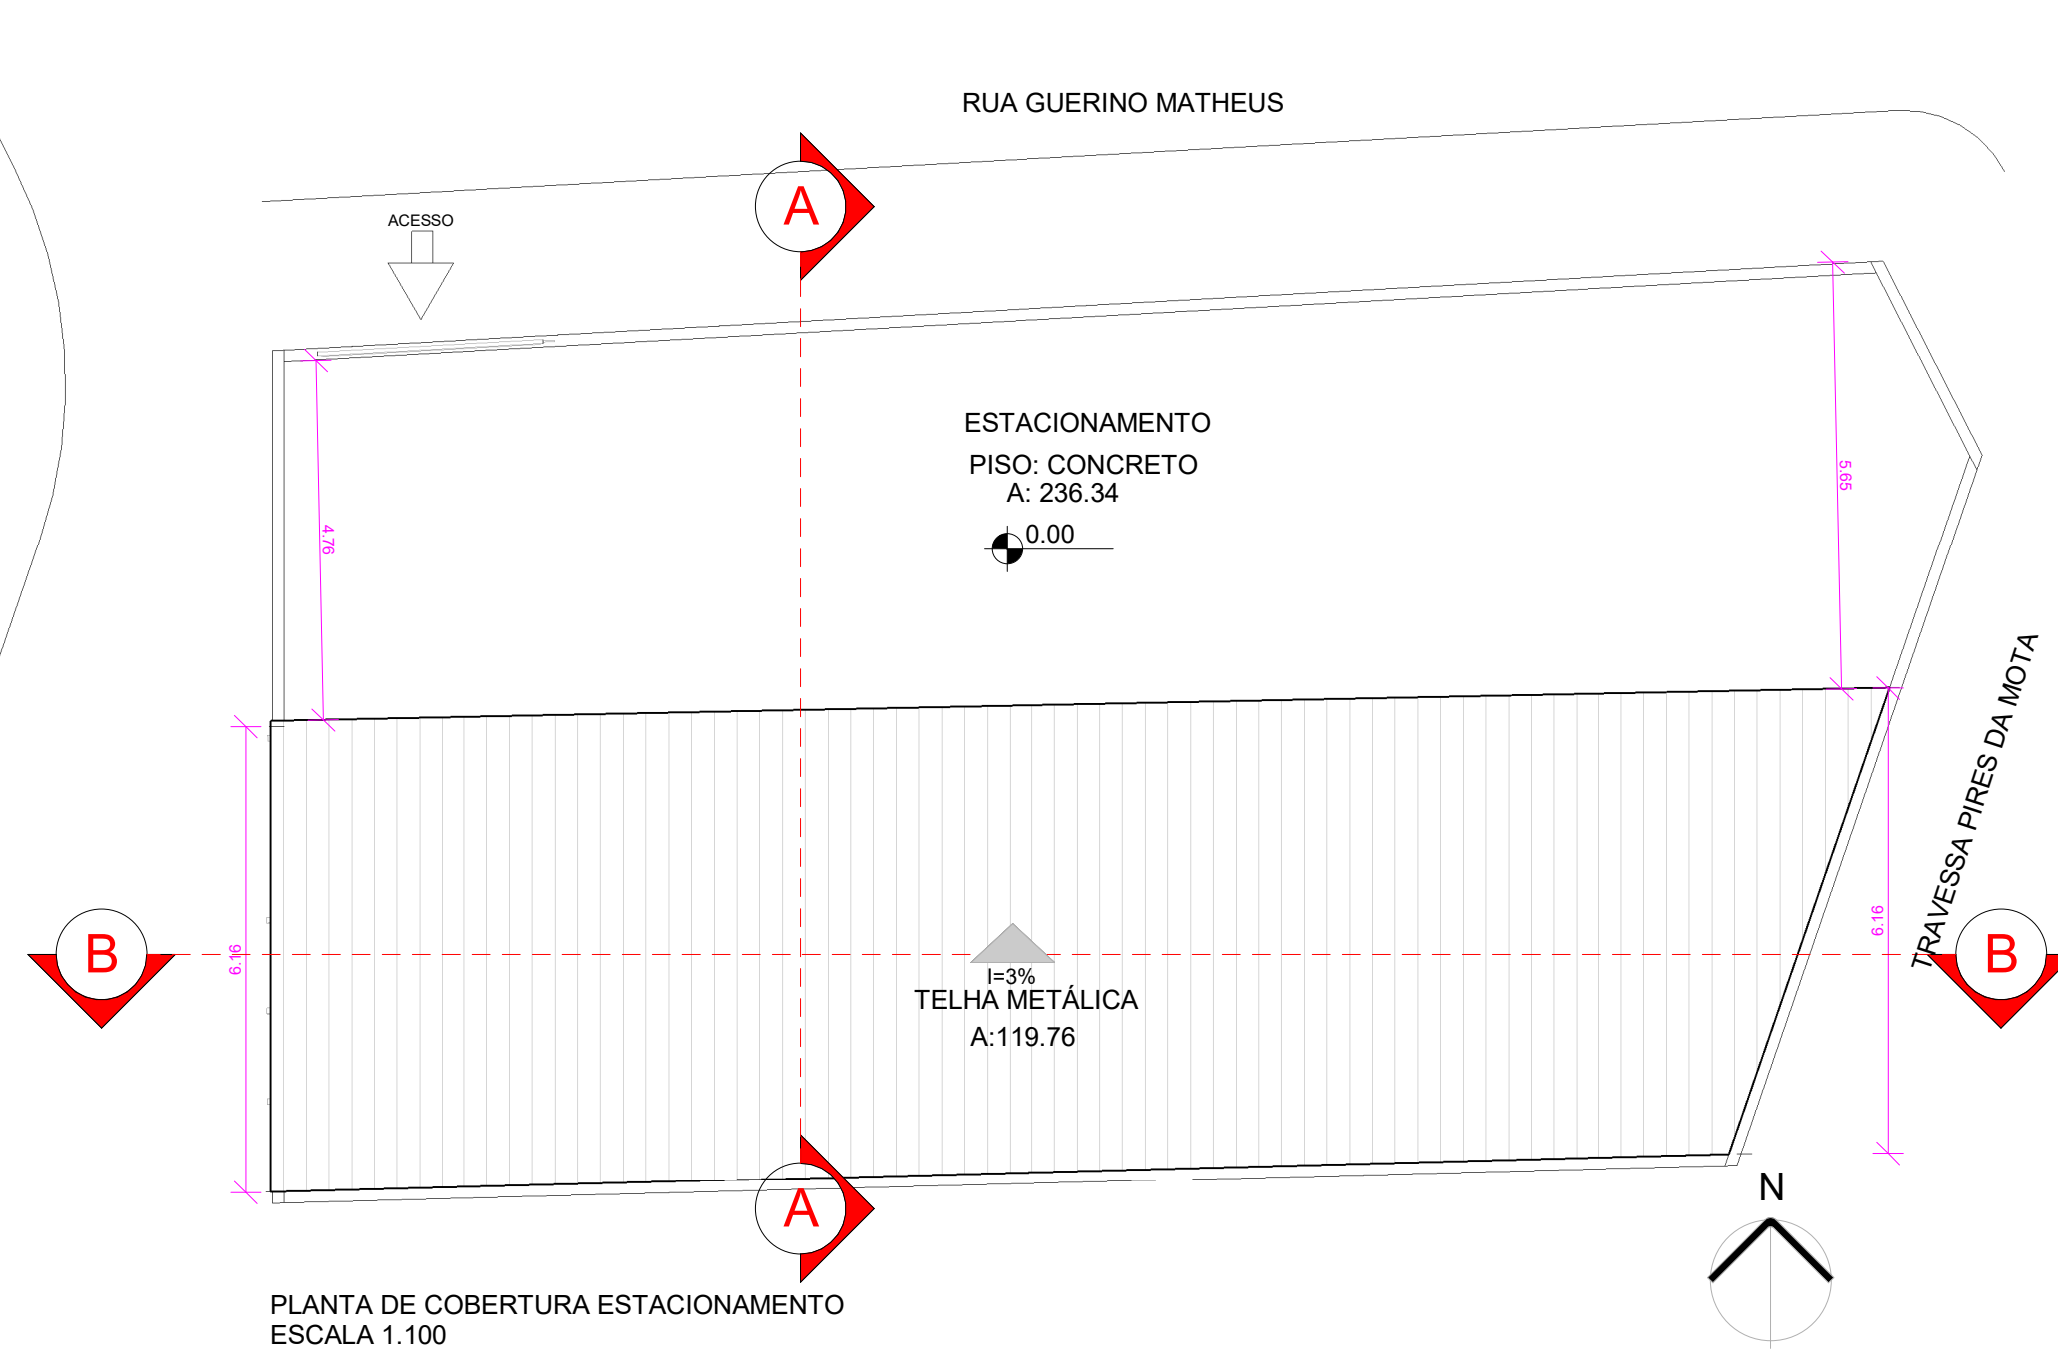 RUA GUERINO MATHEUS
A
ACESSO
ESTACIONAMENTO
PISO: CONCRETO
A: 236.34
0.00
4.76
5.65
TRAVESSA PIRES DA MOTA
6.16
6.16
B
B
I=3%
TELHA METÁLICA
A:119.76
A
N
PLANTA DE COBERTURA ESTACIONAMENTO
ESCALA 1.100